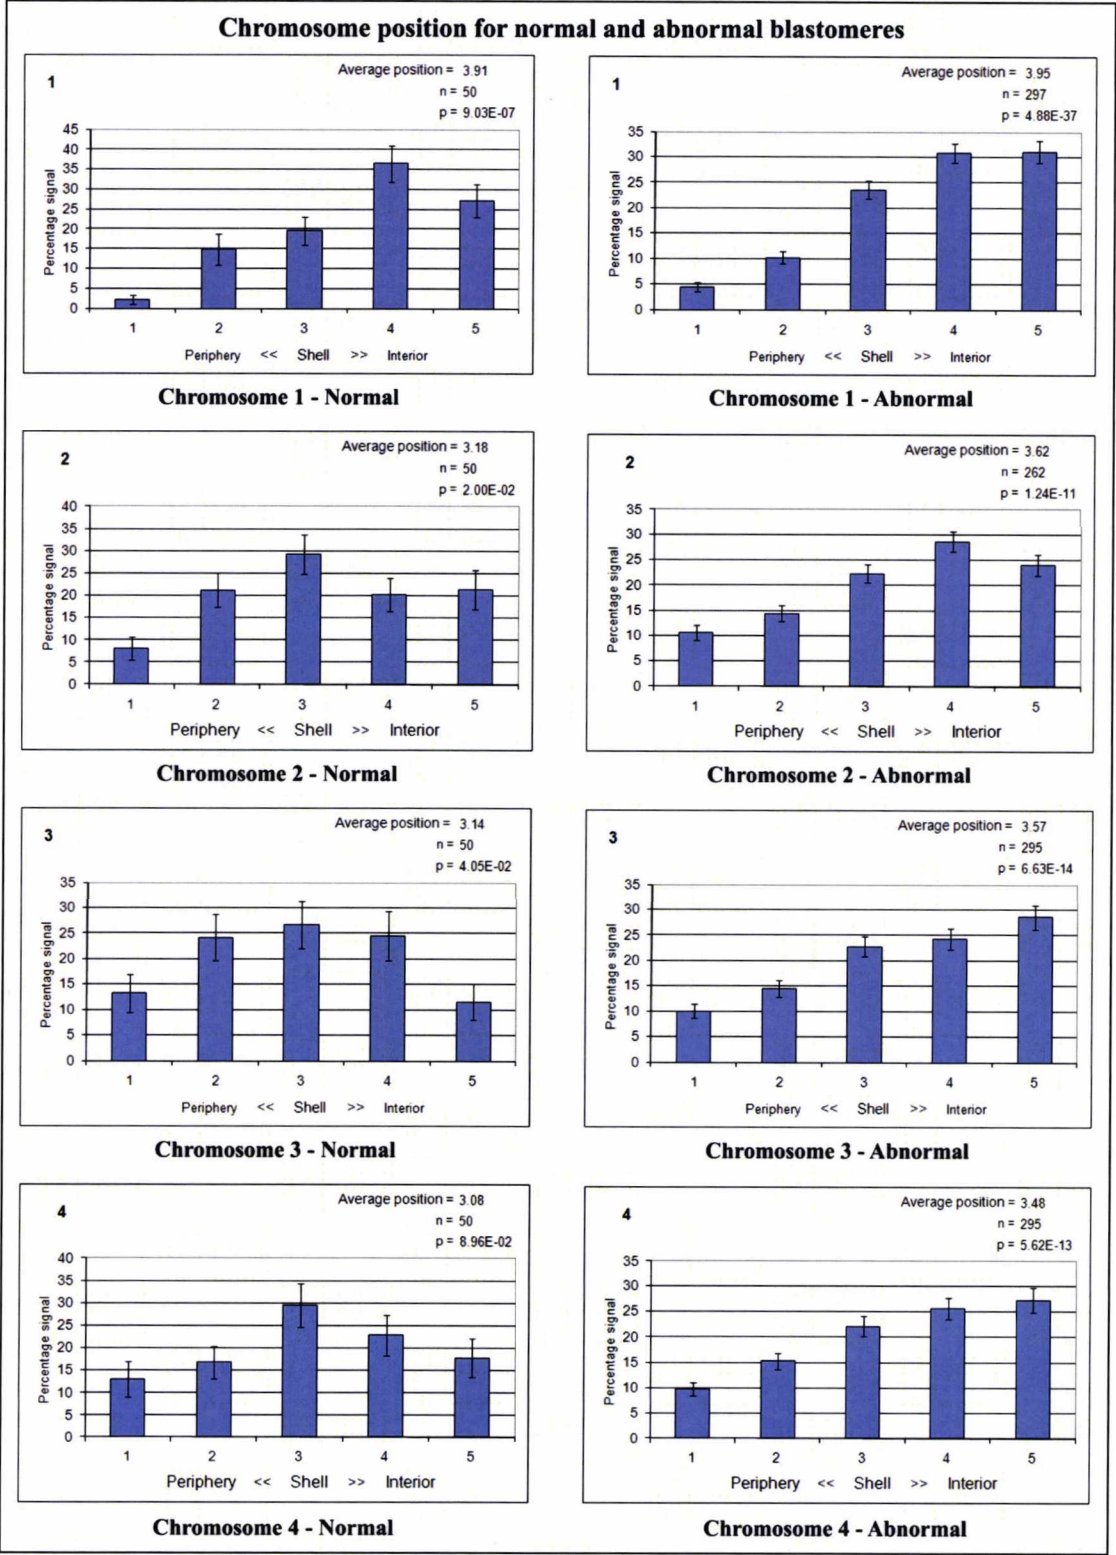 Chromosome position for normal and abnormal blastomeres
1
Average position = 3.91
n = 50
p = 9.03E-07
Percentage signal
45
40
35
30
25
20
15
10
5
0
1 2 3 4 5
Periphery << Shell >> Interior
Chromosome 1 - Normal
1
Average position = 3.95
n = 297
p = 4.88E-37
Percentage signal
35
30
25
20
15
10
5
0
1 2 3 4 5
Periphery << Shell >> Interior
Chromosome 1 - Abnormal
2
Average position = 3.18
n = 50
p = 2.00E-02
Percentage signal
40
35
30
25
20
15
10
5
0
1 2 3 4 5
Periphery << Shell >> Interior
Chromosome 2 - Normal
2
Average position = 3.62
n = 262
p = 1.24E-11
Percentage signal
35
30
25
20
15
10
5
0
1 2 3 4 5
Periphery << Shell >> Interior
Chromosome 2 - Abnormal
3
Average position = 3.14
n = 50
p = 4.05E-02
Percentage signal
35
30
25
20
15
10
5
0
1 2 3 4 5
Periphery << Shell >> Interior
Chromosome 3 - Normal
3
Average position = 3.57
n = 295
p = 6.63E-14
Percentage signal
35
30
25
20
15
10
5
0
1 2 3 4 5
Periphery << Shell >> Interior
Chromosome 3 - Abnormal
4
Average position = 3.08
n = 50
p = 8.96E-02
Percentage signal
40
35
30
25
20
15
10
5
0
1 2 3 4 5
Periphery << Shell >> Interior
Chromosome 4 - Normal
4
Average position = 3.48
n = 295
p = 5.62E-13
Percentage signal
35
30
25
20
15
10
5
0
1 2 3 4 5
Periphery << Shell >> Interior
Chromosome 4 - Abnormal